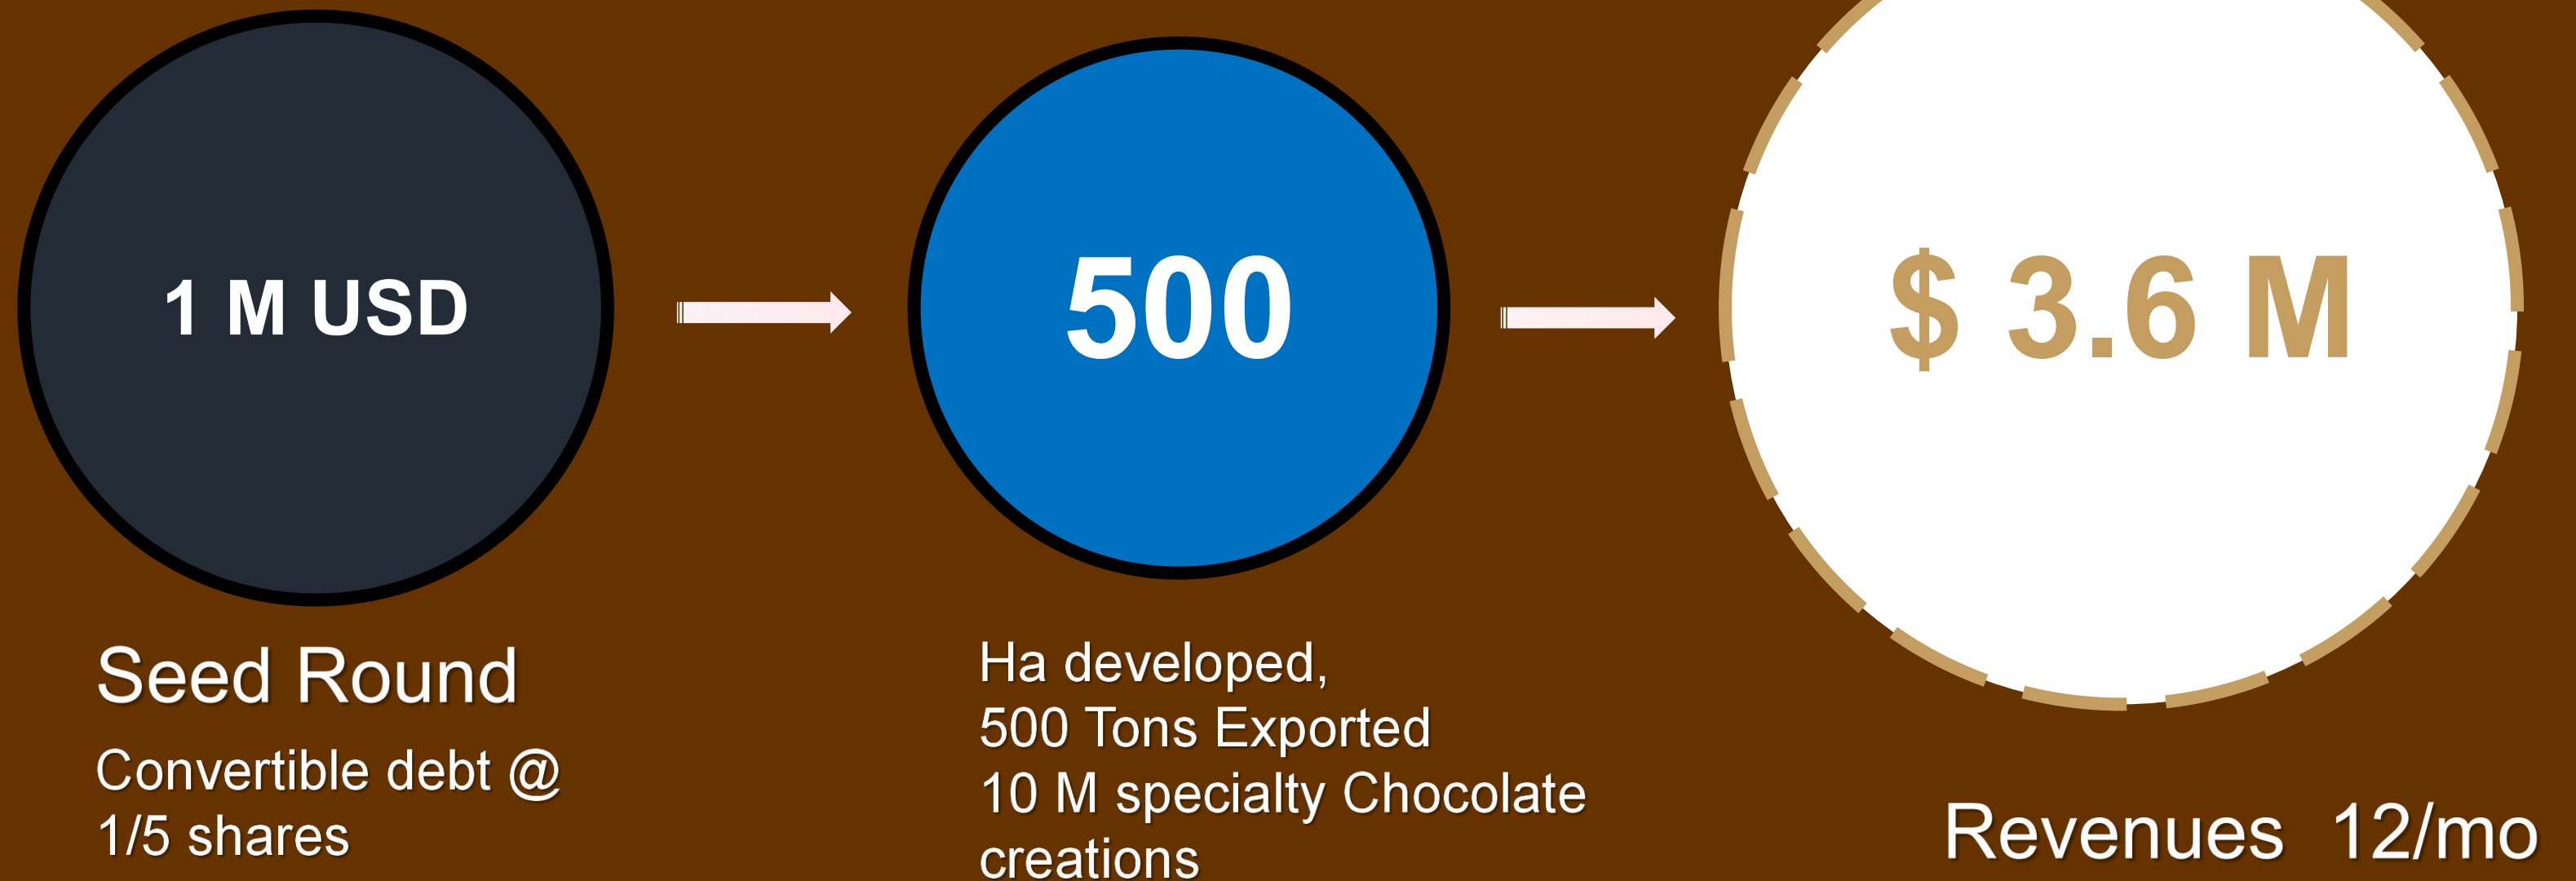 1 M USD
Seed Round
Convertible debt @
1/5 shares
500
Ha developed,
500 Tons Exported
10 M specialty Chocolate
creations
$ 3.6 M
Revenues 12/mo